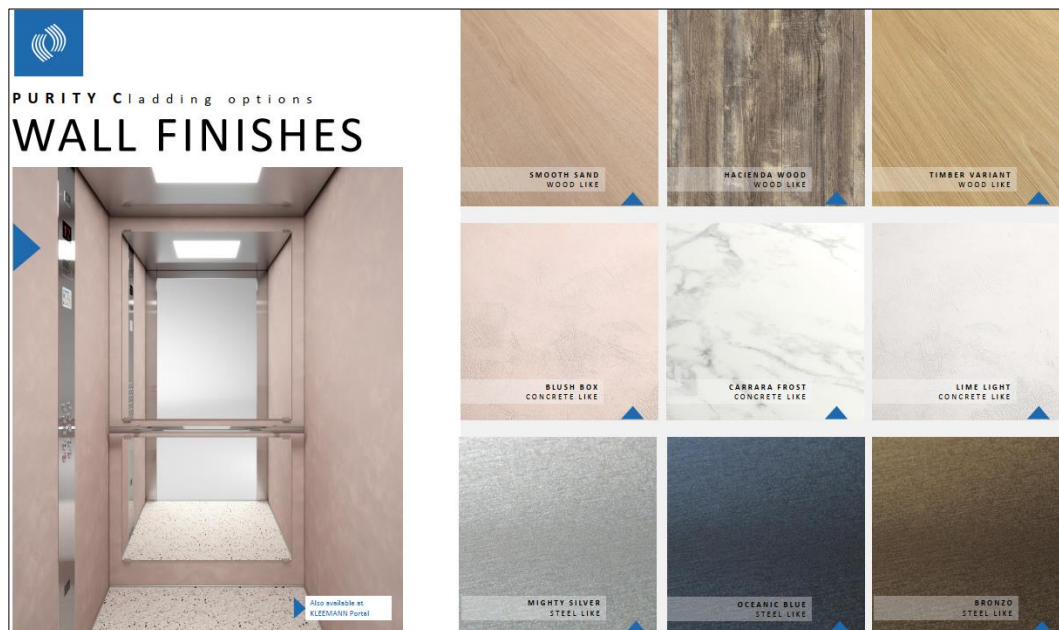 PURITY Cladding options
WALL FINISHES
Also available at
KLEEMANN Portal
SMOOTH SAND
WOOD LIKE
HACIENDA WOOD
WOOD LIKE
TIMBER VARIANT
WOOD LIKE
BLUSH BOX
CONCRETE LIKE
CARRARA FROST
CONCRETE LIKE
LIME LIGHT
CONCRETE LIKE
MIGHTY SILVER
STEEL LIKE
OCEANIC BLUE
STEEL LIKE
BRONZO
STEEL LIKE